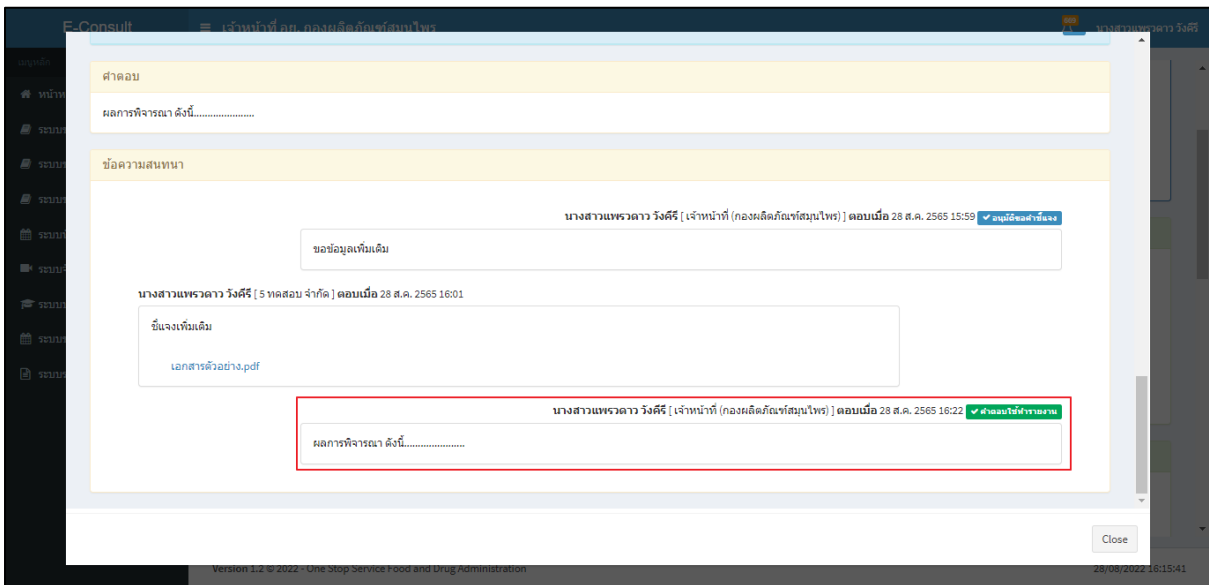 E-Consult
เจ้าหน้าที่ อย. กองผลิตภัณฑ์สมุนไพร
นางสาวแพรวดาว วังคีรี
เมนูหลัก
คำตอบ
ผลการพิจารณา ดังนี้......................
ข้อความสนทนา
นางสาวแพรวดาว วังคีรี [ เจ้าหน้าที่ (กองผลิตภัณฑ์สมุนไพร) ] ตอบเมื่อ 28 ส.ค. 2565 15:59 อนุมัติขอคำชี้แจง
ขอข้อมูลเพิ่มเติม
นางสาวแพรวดาว วังคีรี [ 5 ทดสอบ จำกัด ] ตอบเมื่อ 28 ส.ค. 2565 16:01
ชี้แจงเพิ่มเติม
เอกสารตัวอย่าง.pdf
นางสาวแพรวดาว วังคีรี [ เจ้าหน้าที่ (กองผลิตภัณฑ์สมุนไพร) ] ตอบเมื่อ 28 ส.ค. 2565 16:22 คำตอบใช้ทำรายงาน
ผลการพิจารณา ดังนี้......................
Close
Version 1.2 © 2022 - One Stop Service Food and Drug Administration
28/08/2022 16:15:41